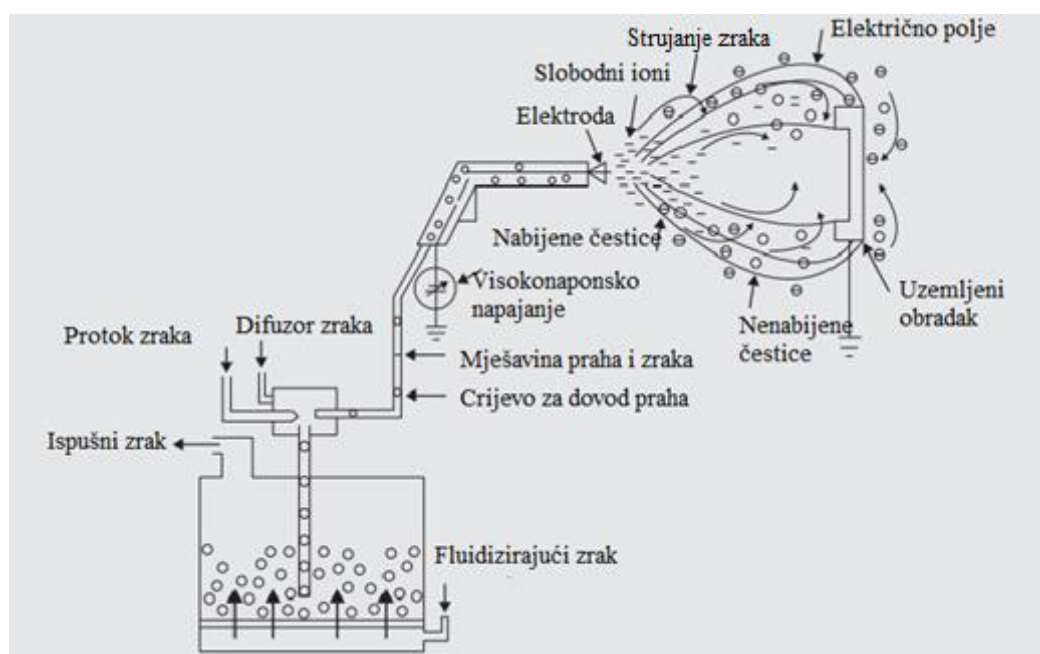 Električno polje
Strujanje zraka
Slobodni ioni
Elektroda
Nabijene čestice
Visokonaponsko
napajanje
Uzemljeni
obradak
Nenabijene
čestice
Protok zraka
Difuzor zraka
Mješavina praha i zraka
Crijevo za dovod praha
Ispušni zrak
Fluidizirajući zrak